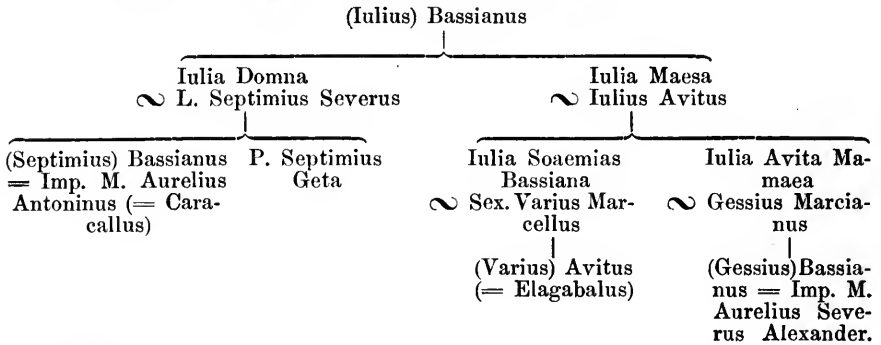 (Iulius) Bassianus
Iulia Domna
∾ L. Septimius Severus
Iulia Maesa
∾ Iulius Avitus
(Septimius) Bassianus
= Imp. M. Aurelius
Antoninus (= Cara-
callus)
P. Septimius
Geta
Iulia Soaemias
Bassiana
∾ Sex. Varius Mar-
cellus
Iulia Avita Ma-
maea
∾ Gessius Marcia-
nus
(Varius) Avitus
(= Elagabalus)
(Gessius) Bassia-
nus = Imp. M.
Aurelius Seve-
rus Alexander.